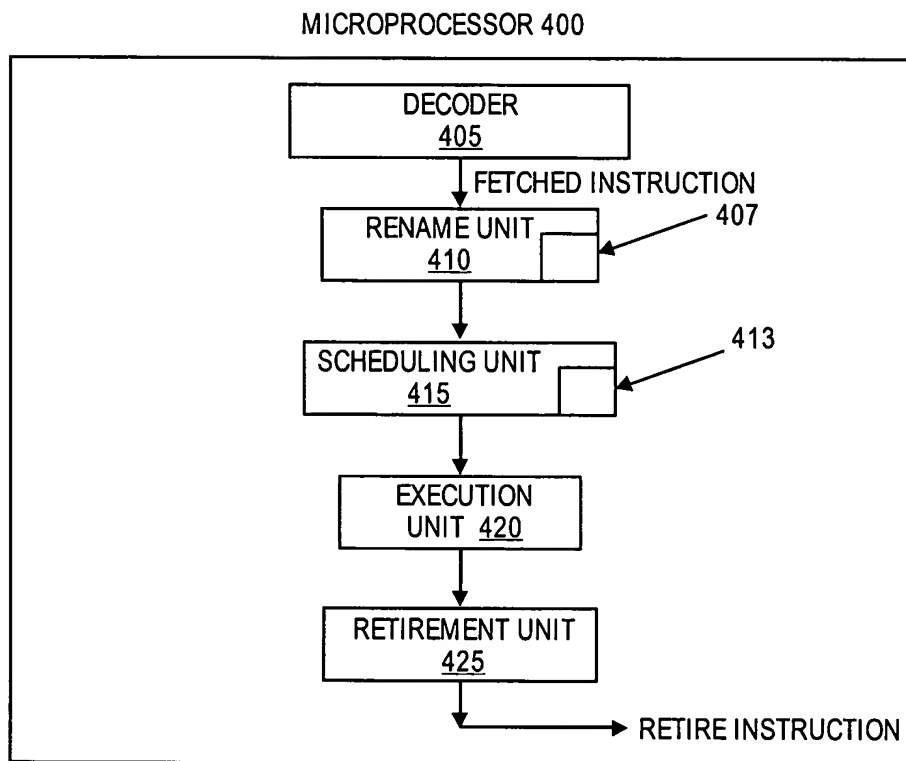 MICROPROCESSOR 400
DECODER
405
FETCHED INSTRUCTION
RENAME UNIT
410
407
SCHEDULING UNIT
415
413
EXECUTION
UNIT 420
RETIREMENT UNIT
425
RETIRE INSTRUCTION